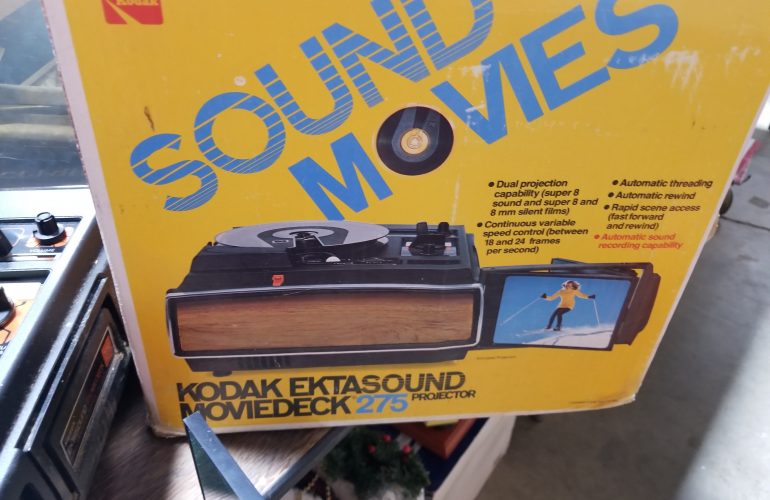 Kodak
SOUND
MOVIES
• Dual projection
capability (super 8
sound and super 8 and
8 mm silent films)
• Continuous variable
speed control (between
18 and 24 frames
per second)
• Automatic threading
• Automatic rewind
• Rapid scene access
(fast forward
and rewind)
• Automatic sound
recording capability
KODAK EKTASOUND
MOVIEDECK 275 PROJECTOR